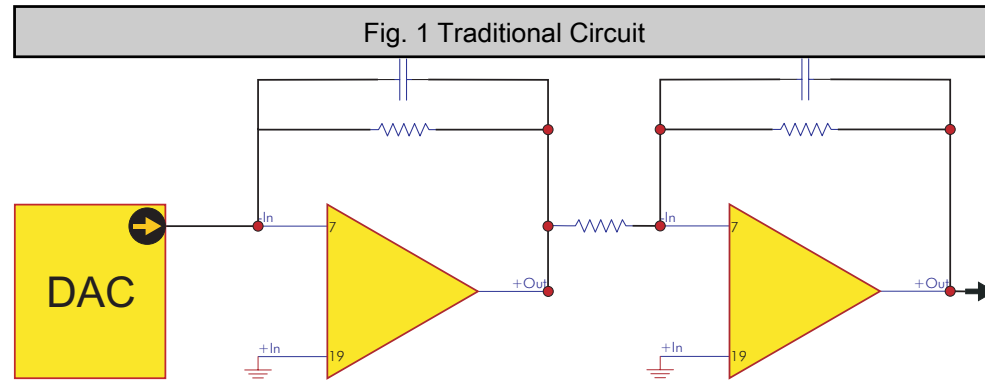 Fig. 1 Traditional Circuit
-In
7
-In
7
DAC
+Out
+Out
+In
19
+In
19